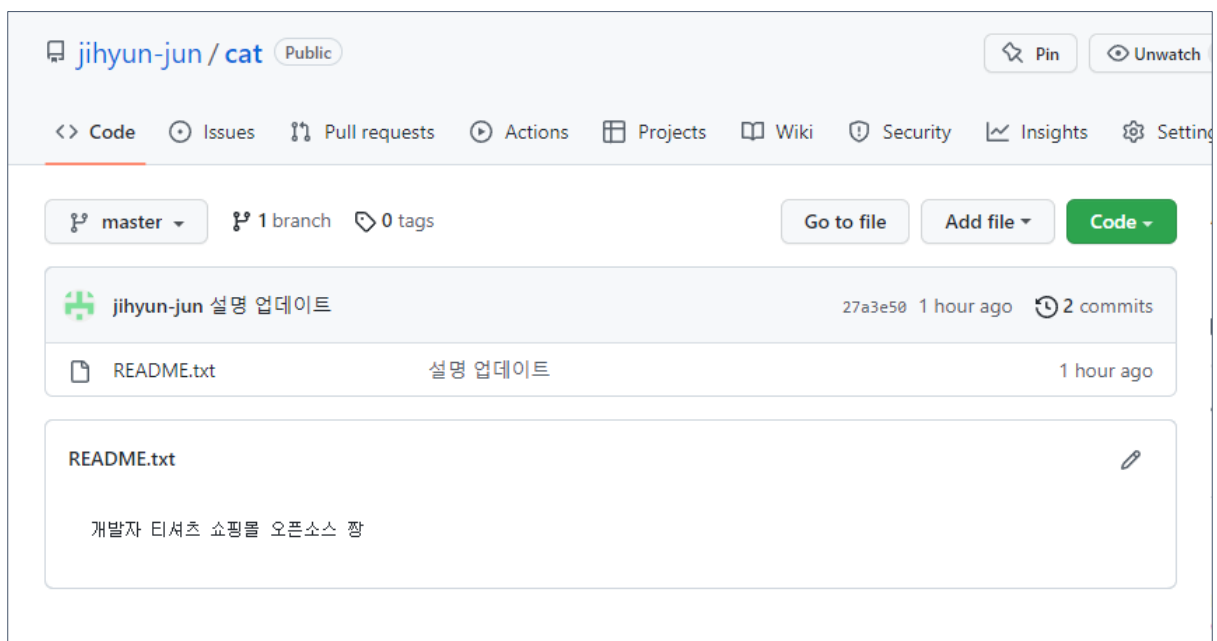 jihyun-jun / cat Public Pin Unwatch
Code Issues Pull requests Actions Projects Wiki Security Insights Setting
master 1 branch 0 tags Go to file Add file Code
jihyun-jun 설명 업데이트 27a3e50 1 hour ago 2 commits
README.txt 설명 업데이트 1 hour ago
README.txt
개발자 티셔츠 쇼핑몰 오픈소스 짱